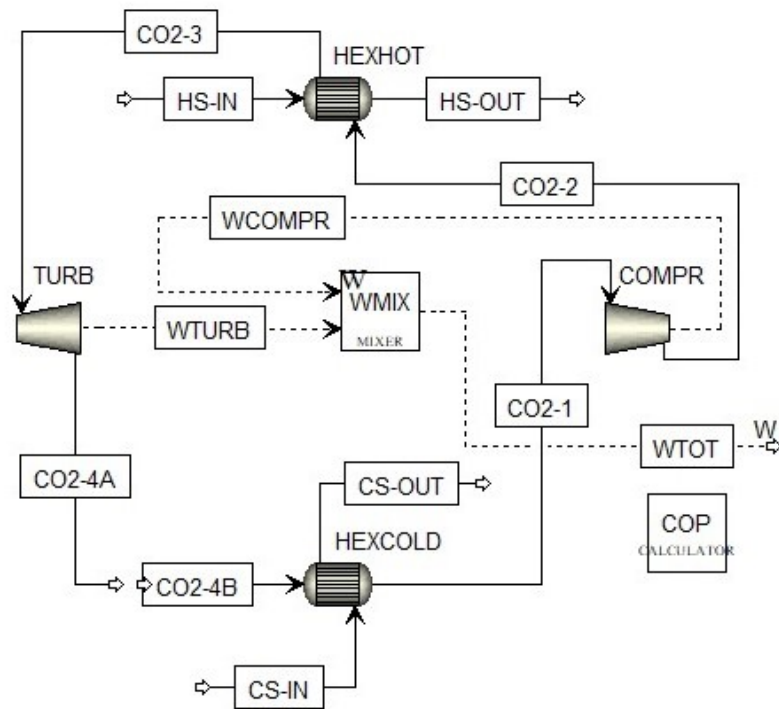 CO2-3
HEXHOT
HS-IN
HS-OUT
CO2-2
WCOMPR
TURB
COMPR
W
WMIX
MIXER
WTURB
CO2-1
W
WTOT
CO2-4A
CS-OUT
COP
CALCULATOR
HEXCOLD
CO2-4B
CS-IN